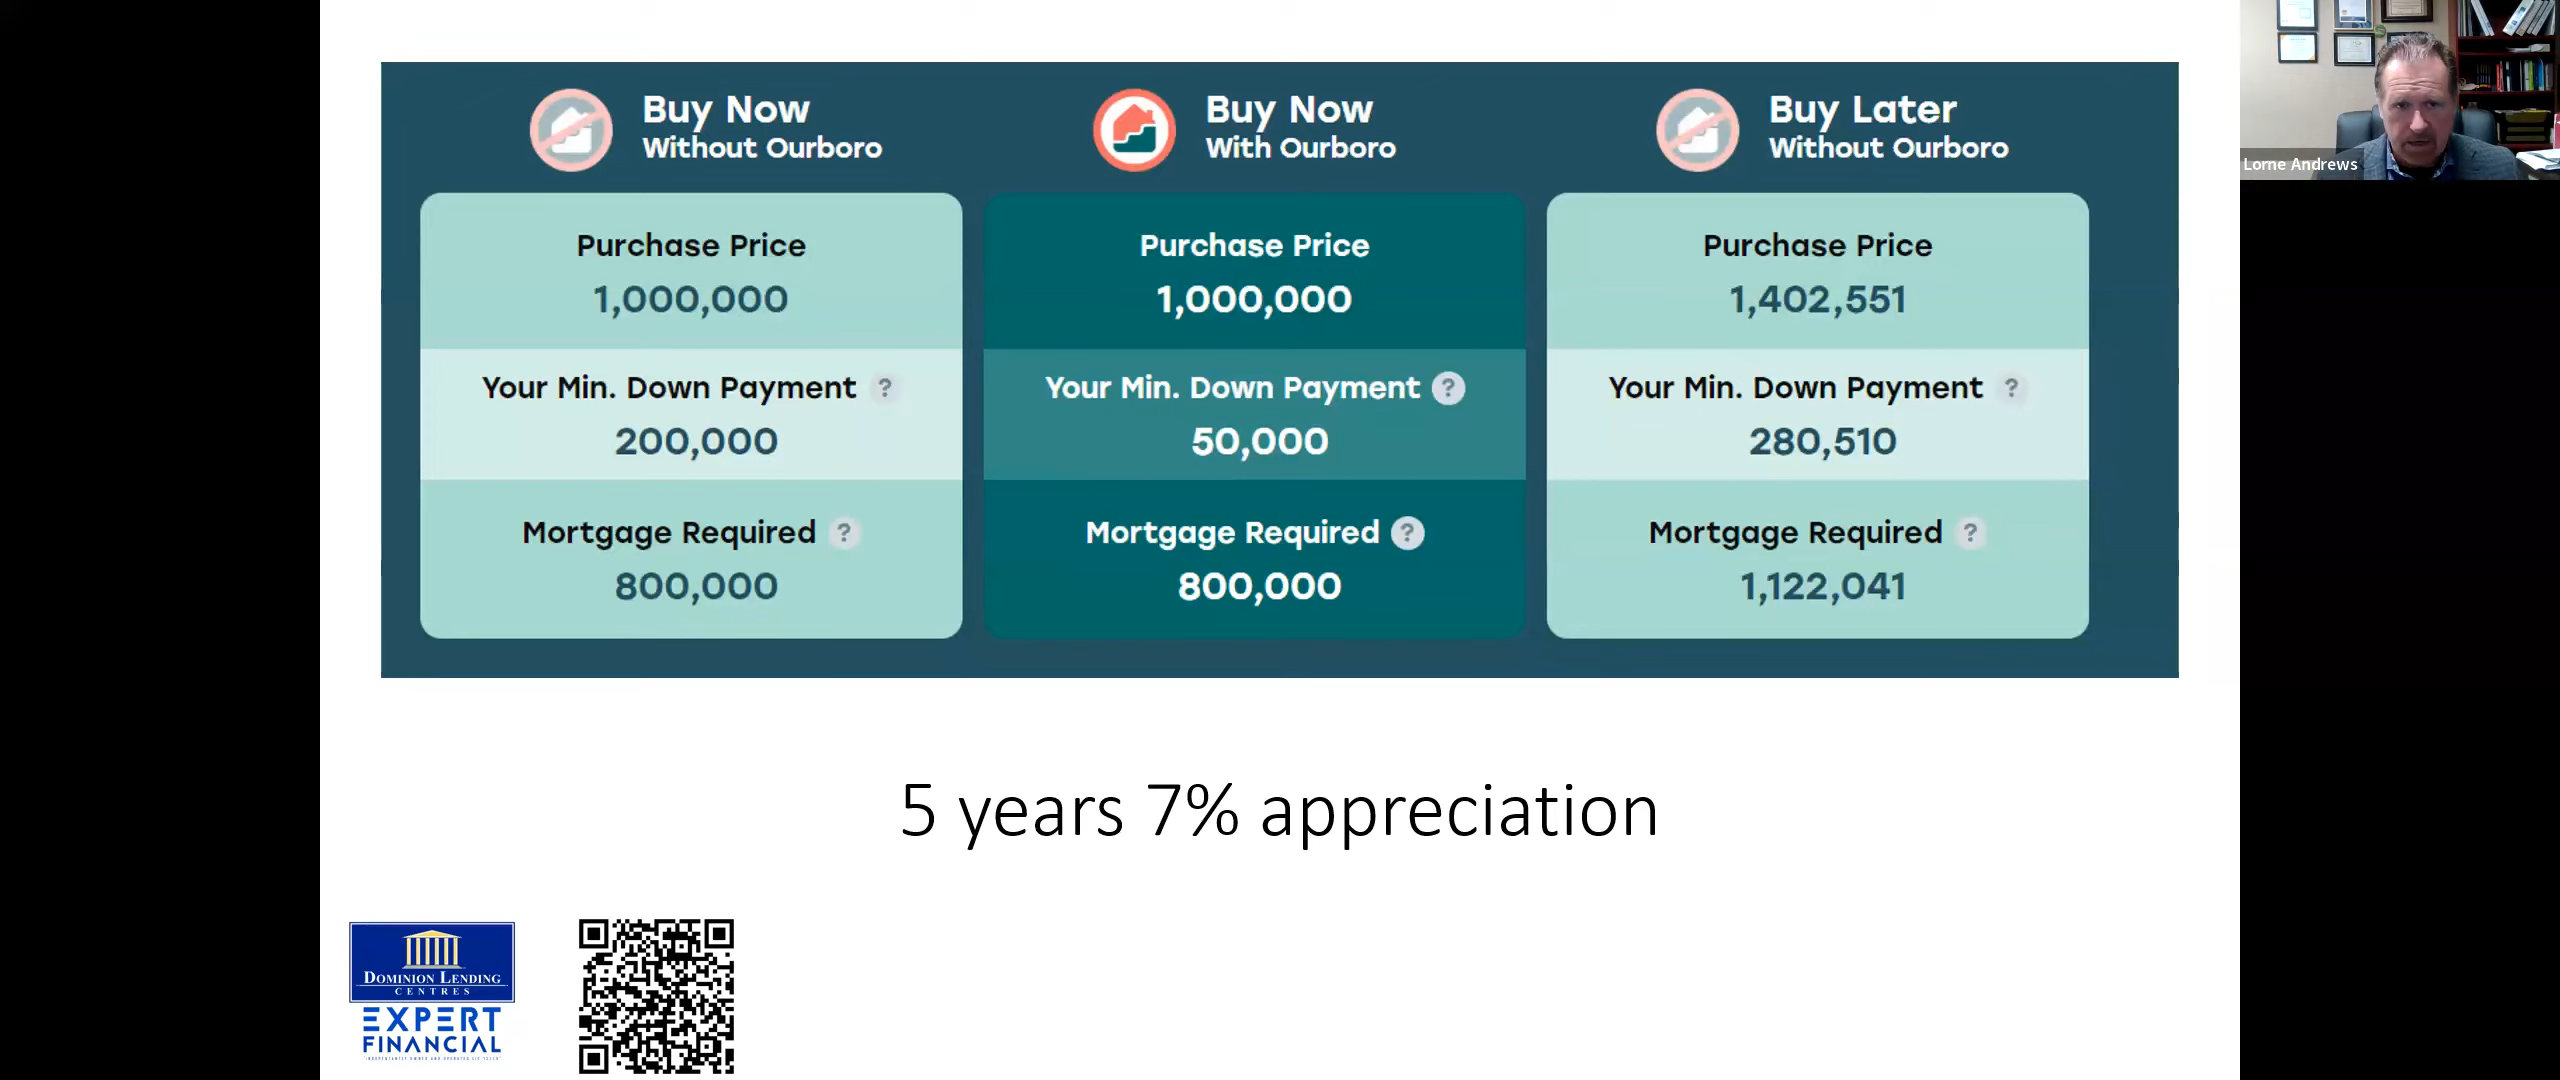 Buy Now
Without Ourboro
Purchase Price
1,000,000
Your Min. Down Payment ?
200,000
Mortgage Required ?
800,000
Buy Now
With Ourboro
Purchase Price
1,000,000
Your Min. Down Payment ?
50,000
Mortgage Required ?
800,000
Buy Later
Without Ourboro
Purchase Price
1,402,551
Your Min. Down Payment ?
280,510
Mortgage Required ?
1,122,041
Lorne Andrews
5 years 7% appreciation
DOMINION LENDING
CENTRES
EXPERT
FINANCIAL